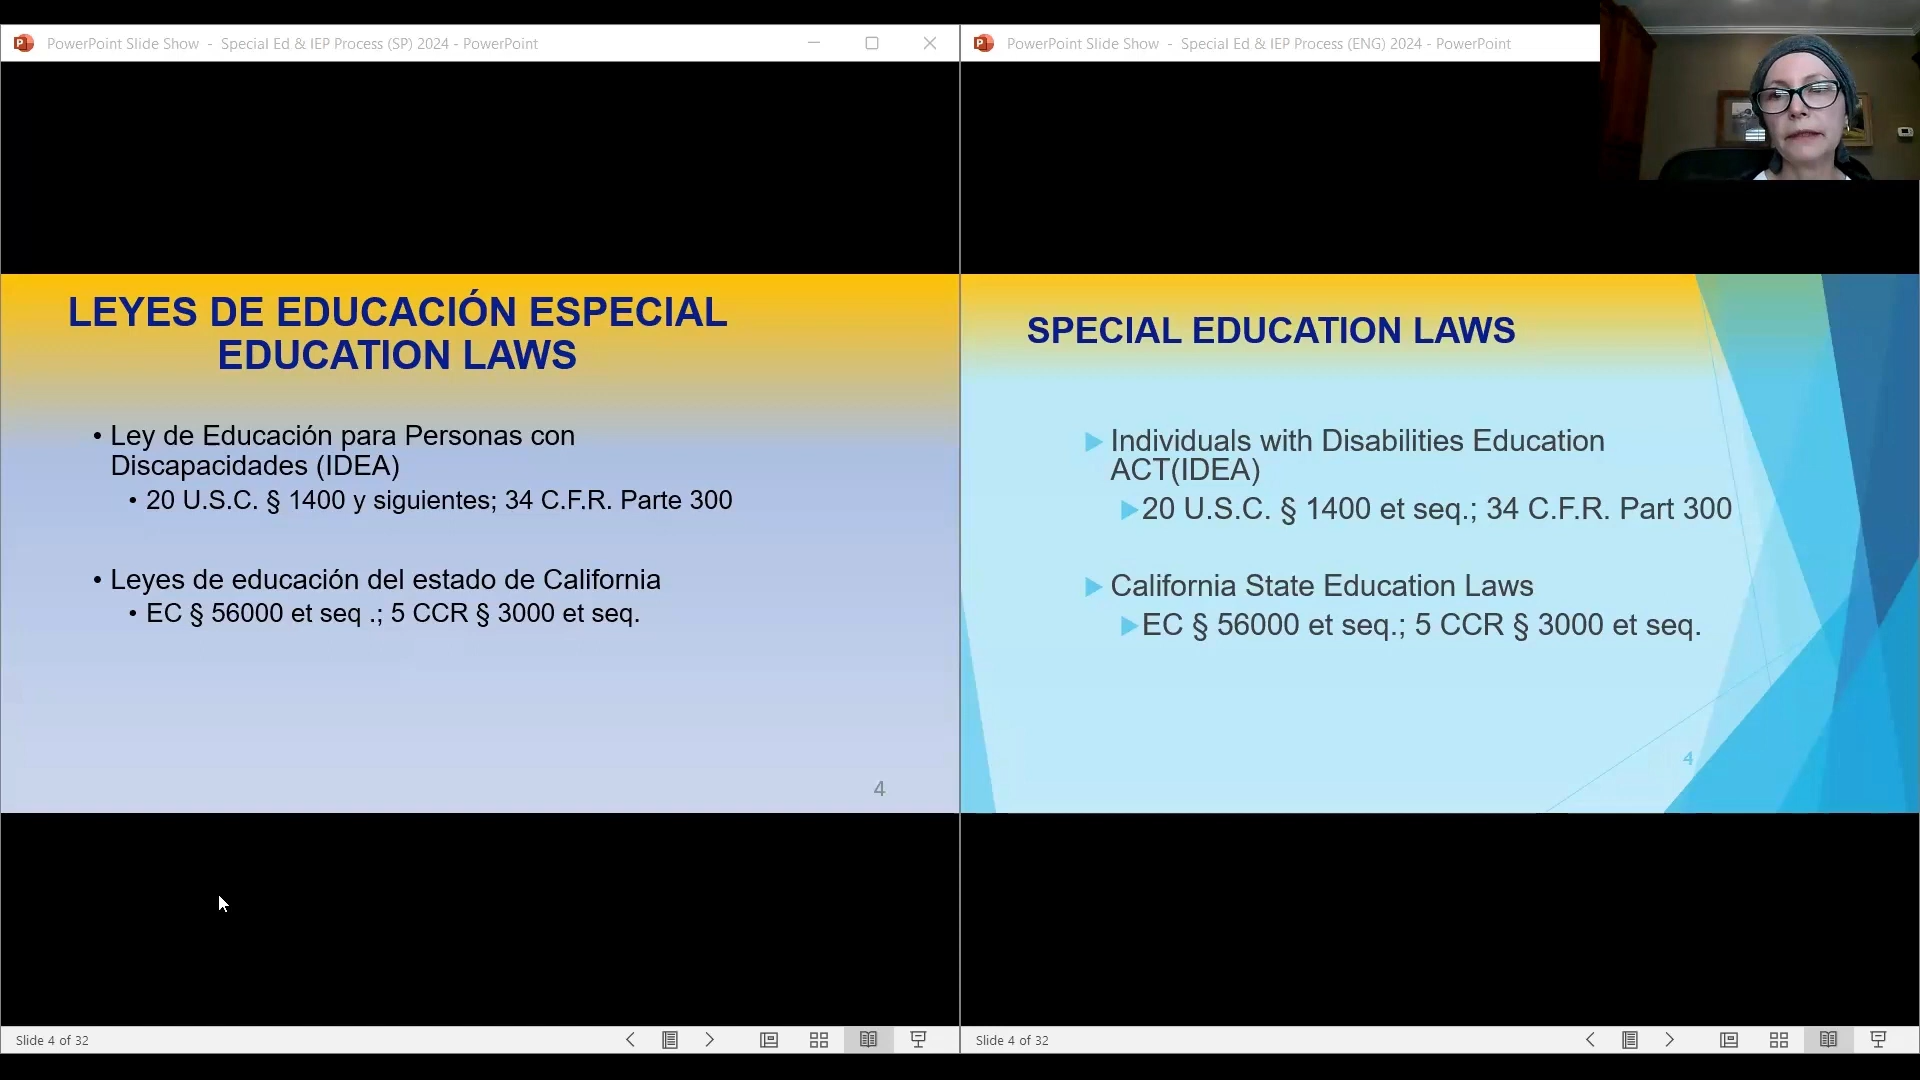 PowerPoint Slide Show - Special Ed & IEP Process (SP) 2024 - PowerPoint
LEYES DE EDUCACIÓN ESPECIAL
EDUCATION LAWS
• Ley de Educación para Personas con
Discapacidades (IDEA)
• 20 U.S.C. § 1400 y siguientes; 34 C.F.R. Parte 300
• Leyes de educación del estado de California
• EC § 56000 et seq .; 5 CCR § 3000 et seq.
4
Slide 4 of 32
PowerPoint Slide Show - Special Ed & IEP Process (ENG) 2024 - PowerPoint
SPECIAL EDUCATION LAWS
Individuals with Disabilities Education
ACT(IDEA)
20 U.S.C. § 1400 et seq.; 34 C.F.R. Part 300
California State Education Laws
EC § 56000 et seq.; 5 CCR § 3000 et seq.
4
Slide 4 of 32